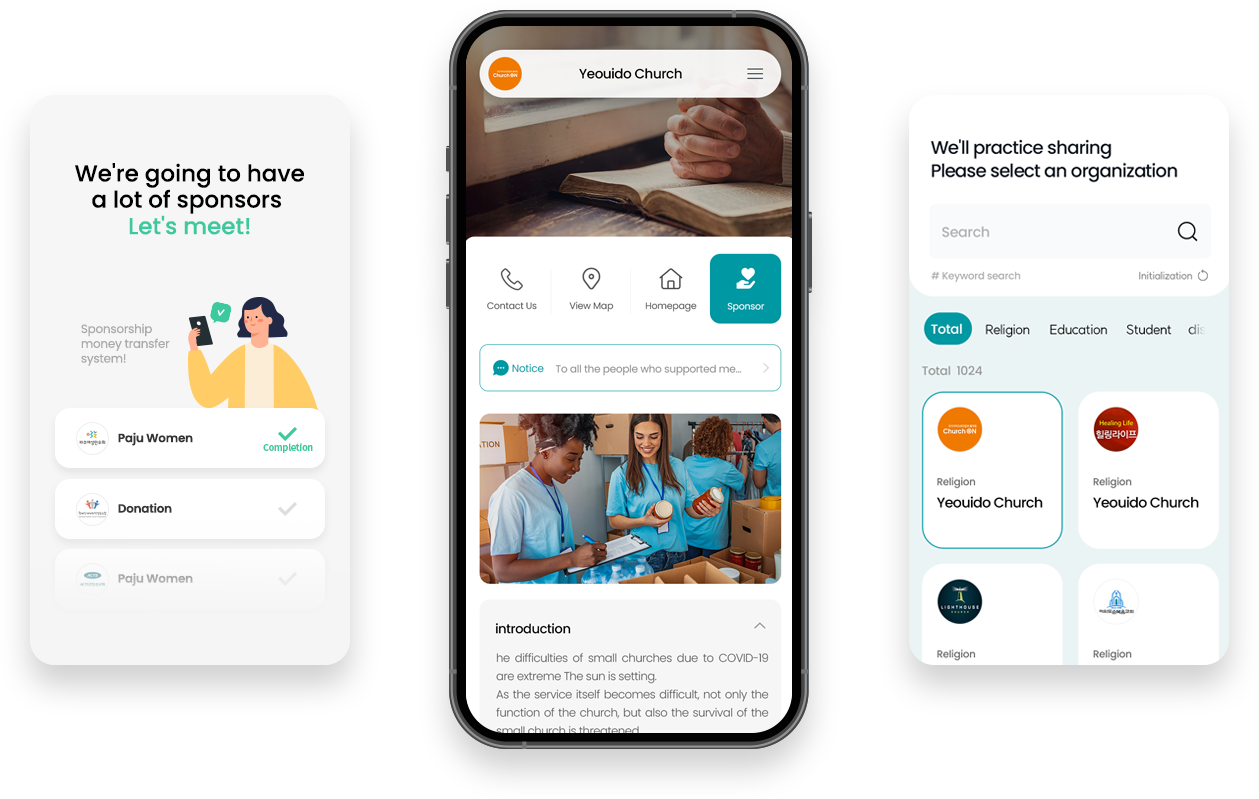 We're going to have
a lot of sponsors
Let's meet!
Sponsorship
money transfer
system!
Paju Women
Completion
Donation
Paju Women
Church ON
Yeouido Church
Contact Us
View Map
Homepage
Sponsor
Notice
To all the people who supported me...
ATION
introduction
he difficulties of small churches due to COVID-19
are extreme The sun is setting.
As the service itself becomes difficult, not only the
function of the church, but also the survival of the
small church is threatened
We'll practice sharing
Please select an organization
Search
# Keyword search
Initialization
Total
Religion
Education
Student
dis
Total 1024
Church ON
Religion
Yeouido Church
Healing Life
힐링라이프
Religion
Yeouido Church
LIGHTHOUSE
CHURCH
Religion
Religion